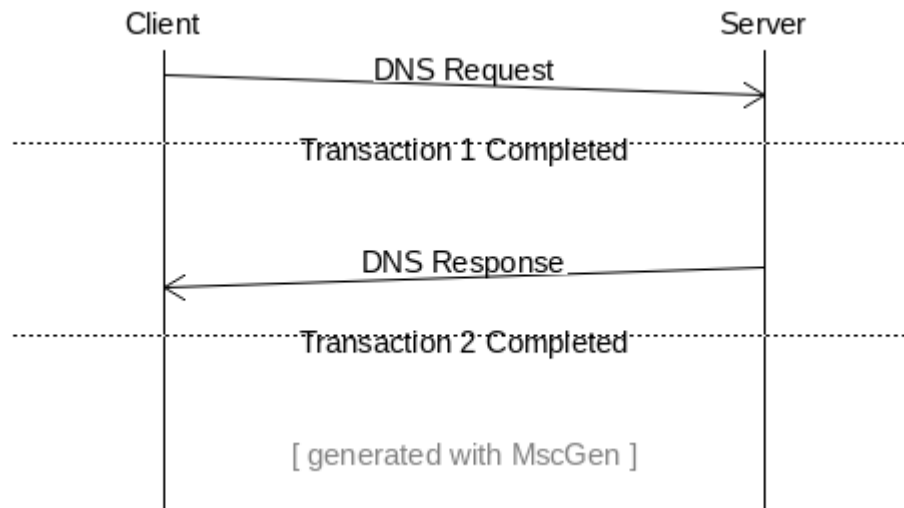 Client Server
DNS Request
Transaction 1 Completed
DNS Response
Transaction 2 Completed
[ generated with MscGen ]